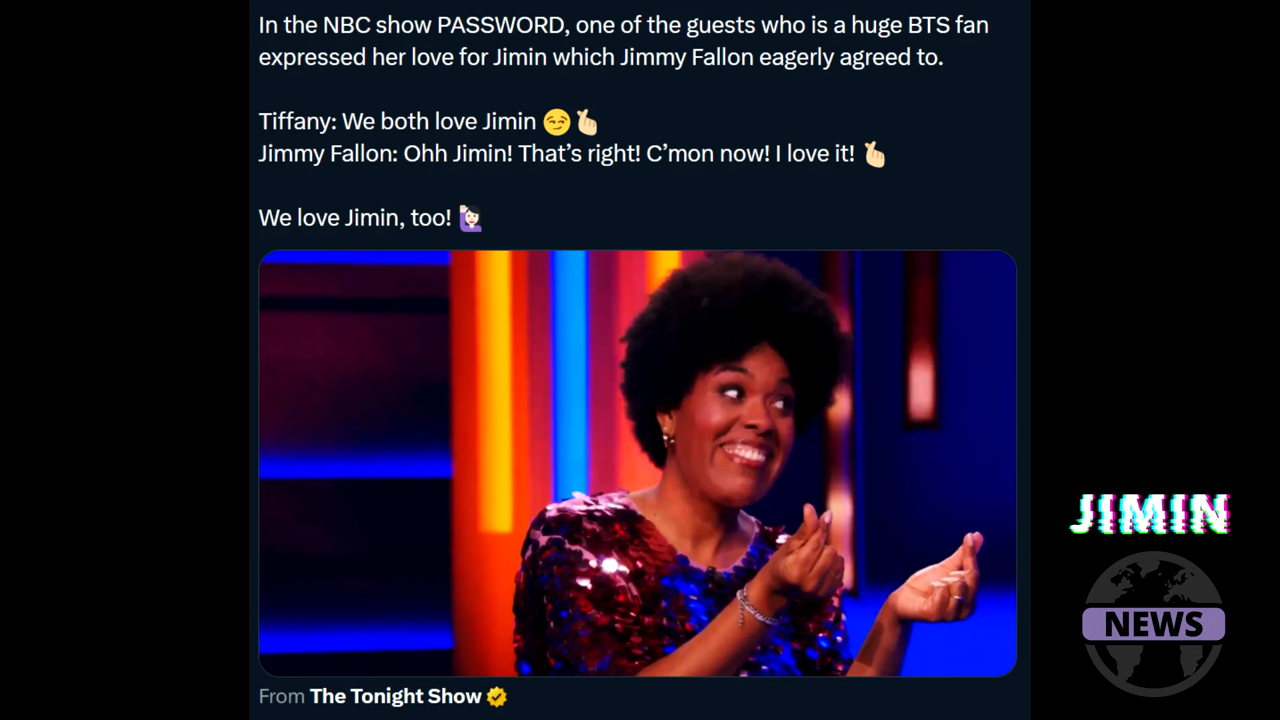 In the NBC show PASSWORD, one of the guests who is a huge BTS fan
expressed her love for Jimin which Jimmy Fallon eagerly agreed to.
Tiffany: We both love Jimin 😏🫰🏻
Jimmy Fallon: Ohh Jimin! That’s right! C’mon now! I love it! 🫰🏻
We love Jimin, too! 🙋🏻‍♀️
From The Tonight Show
JIMIN
NEWS